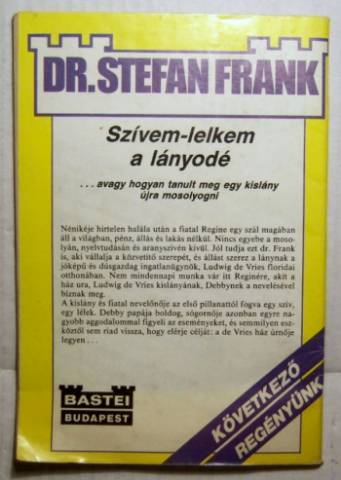 DR. STEFAN FRANK
Szívem-lelkem
a lányodé
. . . avagy hogyan tanult meg egy kislány
újra mosolyogni
Nénikéje hirtelen halála után a fiatal Regine egy szál magában
áll a világban, pénz, állás és lakás nélkül. Nincs egyebe a moso-
lyán, nyelvtudásán és aranyszívén kívül. Jól tudja ezt dr. Frank
is, aki vállalja a közvetítő szerepét, és állást szerez a lánynak a
jóképű és dúsgazdag ingatlanügynök, Ludwig de Vries floridai
otthonában. Nem mindennapi munka vár itt Reginére, akit a
ház ura, Ludwig de Vries kislányának, Debbynek a nevelésével
bíznak meg.
A kislány és fiatal nevelőnője az első pillanattól fogva egy szív,
egy lélek. Debby papája boldog, sógornője azonban egyre na-
gyobb aggodalommal figyeli az eseményeket, és semmilyen esz-
köztől sem riad vissza, hogy elérje célját: a de Vries ház úrnője
legyen . . .
BASTEI
BUDAPEST
KÖVETKEZŐ
REGÉNYÜNK